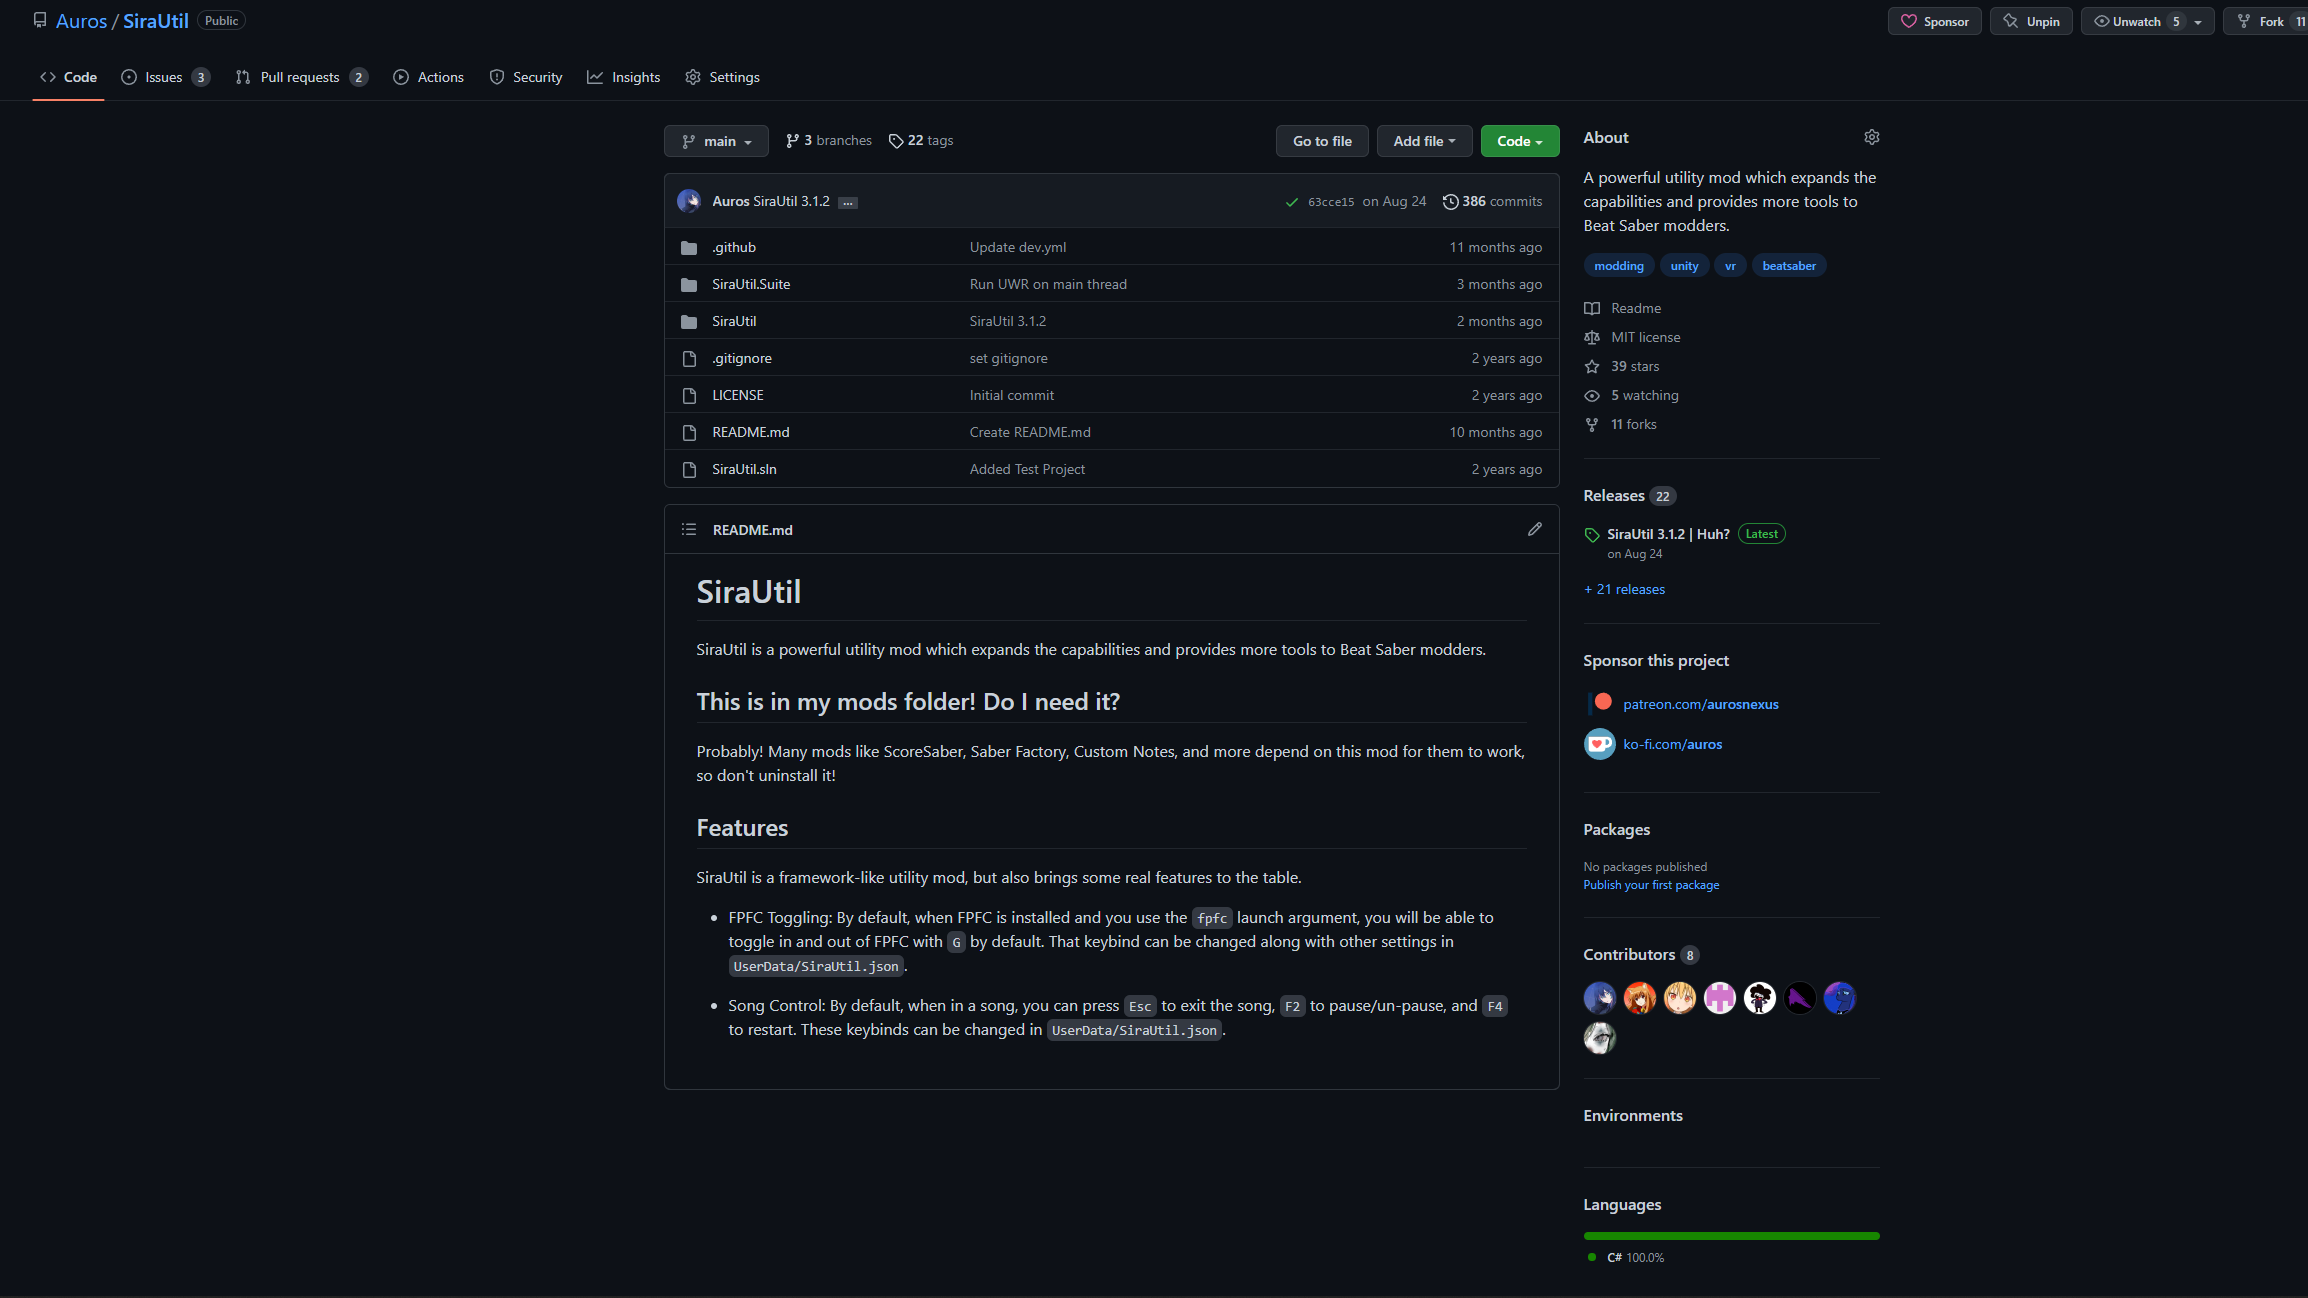 Auros / SiraUtil Public
Sponsor Unpin Unwatch 5 Fork 11
Code Issues 3 Pull requests 2 Actions Security Insights Settings
main 3 branches 22 tags Go to file Add file Code
Auros SiraUtil 3.1.2 ... 63cce15 on Aug 24 386 commits
.github Update dev.yml 11 months ago
SiraUtil.Suite Run UWR on main thread 3 months ago
SiraUtil SiraUtil 3.1.2 2 months ago
.gitignore set gitignore 2 years ago
LICENSE Initial commit 2 years ago
README.md Create README.md 10 months ago
SiraUtil.sln Added Test Project 2 years ago
README.md
SiraUtil
SiraUtil is a powerful utility mod which expands the capabilities and provides more tools to Beat Saber modders.
This is in my mods folder! Do I need it?
Probably! Many mods like ScoreSaber, Saber Factory, Custom Notes, and more depend on this mod for them to work,
so don't uninstall it!
Features
SiraUtil is a framework-like utility mod, but also brings some real features to the table.
• FPFC Toggling: By default, when FPFC is installed and you use the fpfc launch argument, you will be able to
toggle in and out of FPFC with G by default. That keybind can be changed along with other settings in
UserData/SiraUtil.json.
• Song Control: By default, when in a song, you can press Esc to exit the song, F2 to pause/un-pause, and F4
to restart. These keybinds can be changed in UserData/SiraUtil.json.
About
A powerful utility mod which expands the
capabilities and provides more tools to
Beat Saber modders.
modding unity vr beatsaber
Readme
MIT license
39 stars
5 watching
11 forks
Releases 22
SiraUtil 3.1.2 | Huh? Latest
on Aug 24
+ 21 releases
Sponsor this project
patreon.com/aurosnexus
ko-fi.com/auros
Packages
No packages published
Publish your first package
Contributors 8
Environments
Languages
C# 100.0%